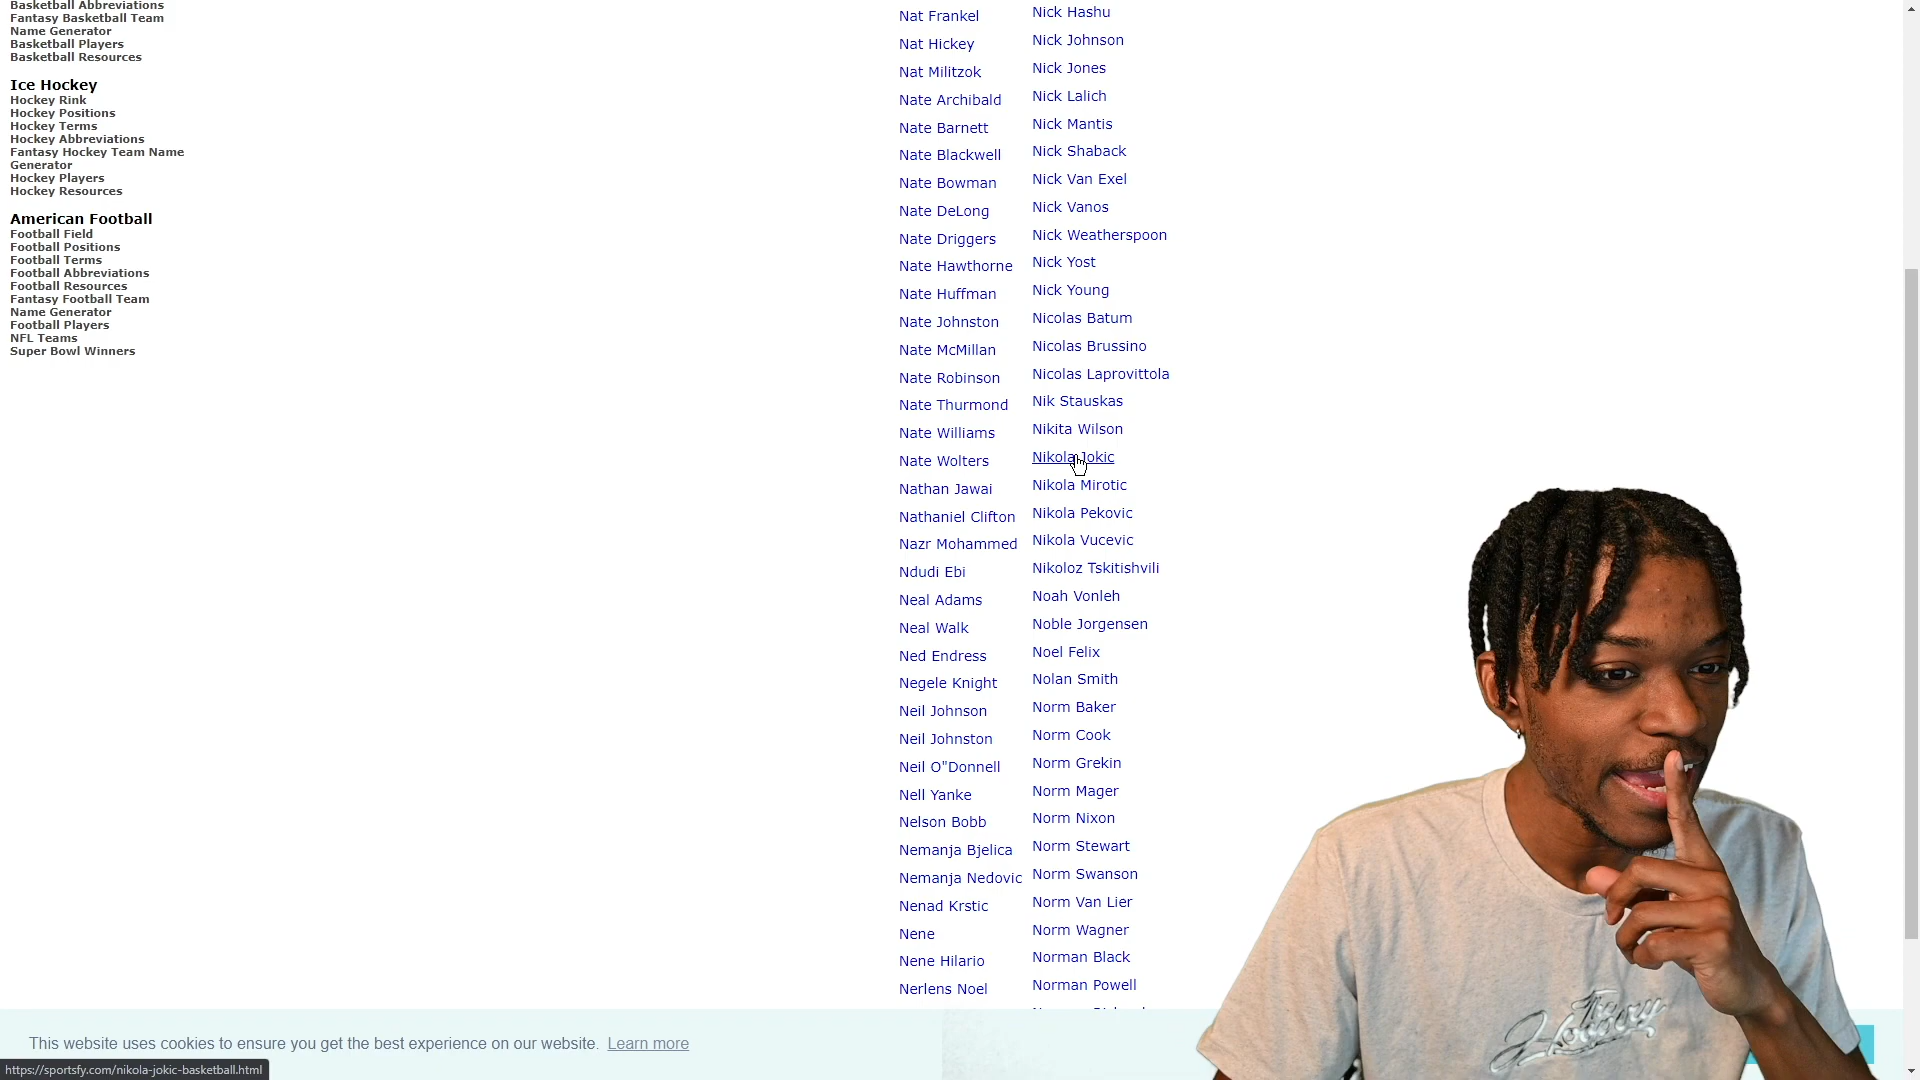 Basketball Abbreviations
Fantasy Basketball Team
Name Generator
Basketball Players
Basketball Resources
Ice Hockey
Hockey Rink
Hockey Positions
Hockey Terms
Hockey Abbreviations
Fantasy Hockey Team Name
Generator
Hockey Players
Hockey Resources
American Football
Football Field
Football Positions
Football Terms
Football Abbreviations
Football Resources
Fantasy Football Team
Name Generator
Football Players
NFL Teams
Super Bowl Winners
Nat Frankel
Nat Hickey
Nat Militzok
Nate Archibald
Nate Barnett
Nate Blackwell
Nate Bowman
Nate DeLong
Nate Driggers
Nate Hawthorne
Nate Huffman
Nate Johnston
Nate McMillan
Nate Robinson
Nate Thurmond
Nate Williams
Nate Wolters
Nathan Jawai
Nathaniel Clifton
Nazr Mohammed
Ndudi Ebi
Neal Adams
Neal Walk
Ned Endress
Negele Knight
Neil Johnson
Neil Johnston
Neil O"Donnell
Nell Yanke
Nelson Bobb
Nemanja Bjelica
Nemanja Nedovic
Nenad Krstic
Nene
Nene Hilario
Nerlens Noel
Nick Hashu
Nick Johnson
Nick Jones
Nick Lalich
Nick Mantis
Nick Shaback
Nick Van Exel
Nick Vanos
Nick Weatherspoon
Nick Yost
Nick Young
Nicolas Batum
Nicolas Brussino
Nicolas Laprovittola
Nik Stauskas
Nikita Wilson
Nikola Jokic
Nikola Mirotic
Nikola Pekovic
Nikola Vucevic
Nikoloz Tskitishvili
Noah Vonleh
Noble Jorgensen
Noel Felix
Nolan Smith
Norm Baker
Norm Cook
Norm Grekin
Norm Mager
Norm Nixon
Norm Stewart
Norm Swanson
Norm Van Lier
Norm Wagner
Norman Black
Norman Powell
This website uses cookies to ensure you get the best experience on our website. Learn more
https://sportsfy.com/nikola-jokic-basketball.html